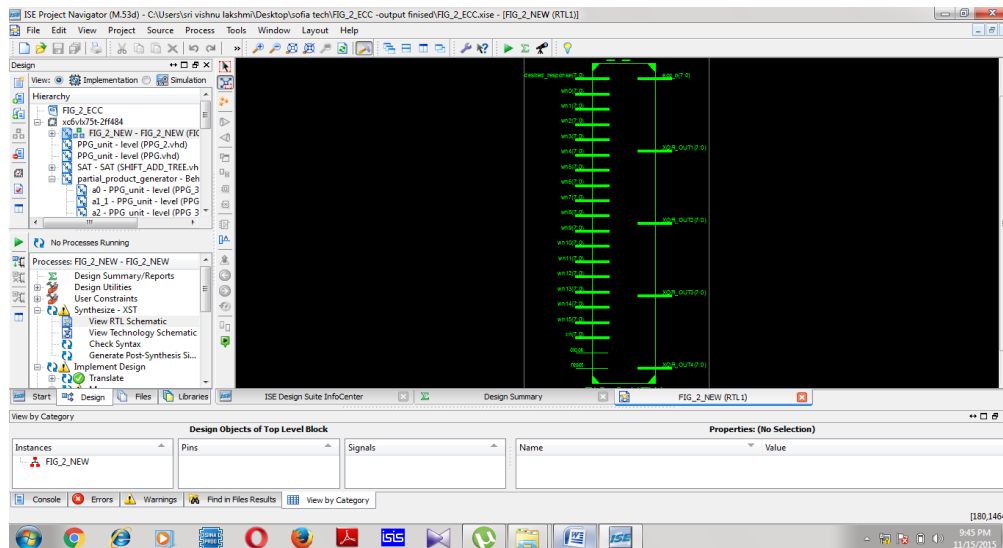 ISE Project Navigator (M.53d) - C:\Users\sri vishnu lakshmi\Desktop\sofia tech\FIG_2_ECC -output finised\FIG_2_ECC.xise - [FIG_2_NEW (RTL1)]
File Edit View Project Source Process Tools Window Layout Help
Design
View: Implementation Simulation
Hierarchy
FIG_2_ECC
xc6vlx75t-2ff484
FIG_2_NEW - FIG_2_NEW (FIG
PPG_unit - level (PPG_2.vhd)
PPG_unit - level (PPG.vhd)
SAT - SAT (SHIFT_ADD_TREE.vh
partial_product_generator - Beh
a0 - PPG_unit - level (PPG_3
a1_1 - PPG_unit - level (PPG
a2 - PPG_unit - level (PPG_3
No Processes Running
Processes: FIG_2_NEW - FIG_2_NEW
Design Summary/Reports
Design Utilities
User Constraints
Synthesize - XST
View RTL Schematic
View Technology Schematic
Check Syntax
Generate Post-Synthesis Si...
Implement Design
Translate
desired_response(7:0)
wn0(7:0)
wn1(7:0)
wn2(7:0)
wn3(7:0)
wn4(7:0)
wn5(7:0)
wn6(7:0)
wn7(7:0)
wn8(7:0)
wn9(7:0)
wn10(7:0)
wn11(7:0)
wn12(7:0)
wn13(7:0)
wn14(7:0)
wn15(7:0)
xn(7:0)
clock
reset
XOR_OUT1(7:0)
XOR_OUT2(7:0)
XOR_OUT3(7:0)
XOR_OUT4(7:0)
Start Design Files Libraries
ISE Design Suite InfoCenter
Design Summary
FIG_2_NEW (RTL1)
View by Category
Design Objects of Top Level Block
Properties: (No Selection)
Instances Pins Signals Name Value
FIG_2_NEW
Console Errors Warnings Find in Files Results View by Category
[180,1464
isis
ISE
9:45 PM
11/15/2015